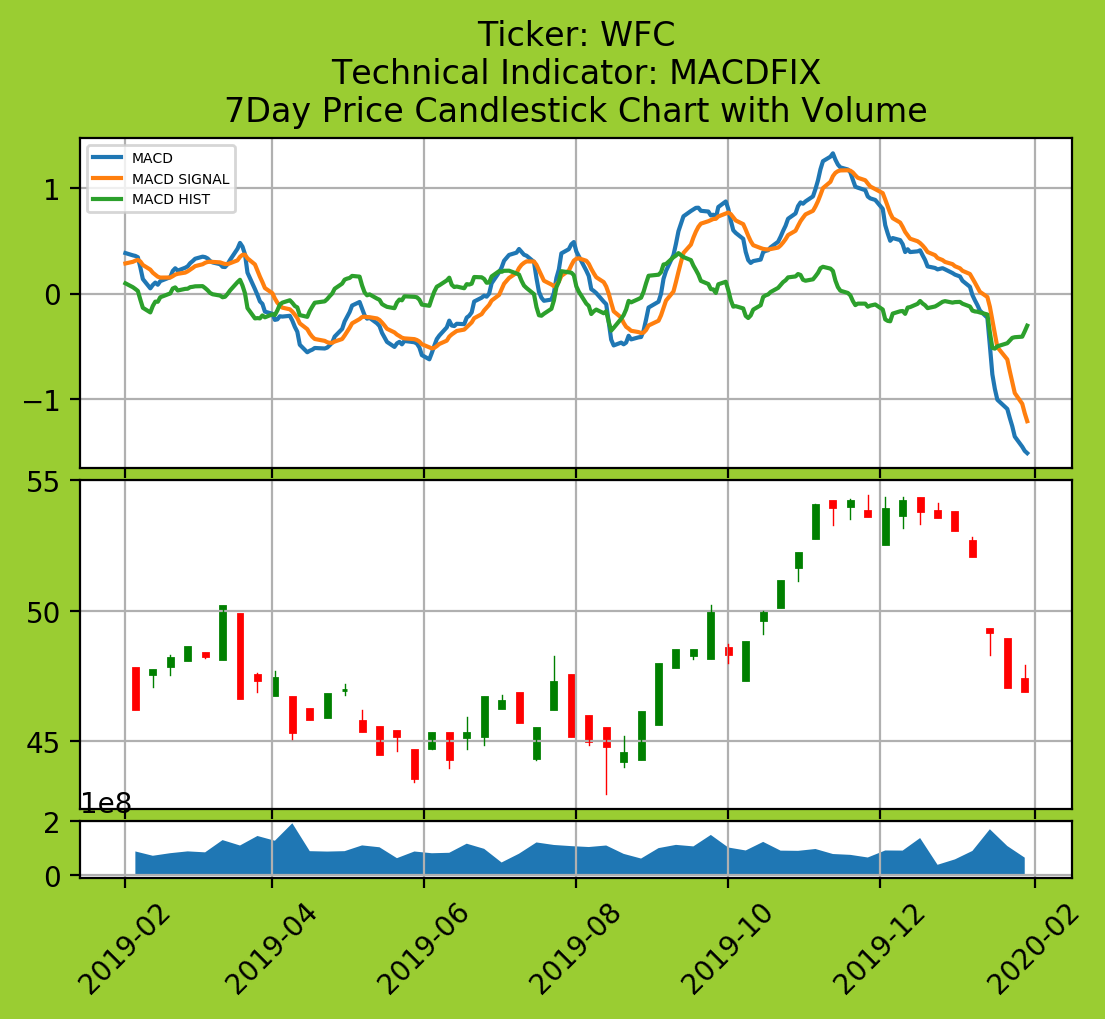 Ticker: WFC
Technical Indicator: MACDFIX
7Day Price Candlestick Chart with Volume
MACD
MACD SIGNAL
MACD HIST
1
0
−1
55
50
45
1e8
2
0
2019-02
2019-04
2019-06
2019-08
2019-10
2019-12
2020-02